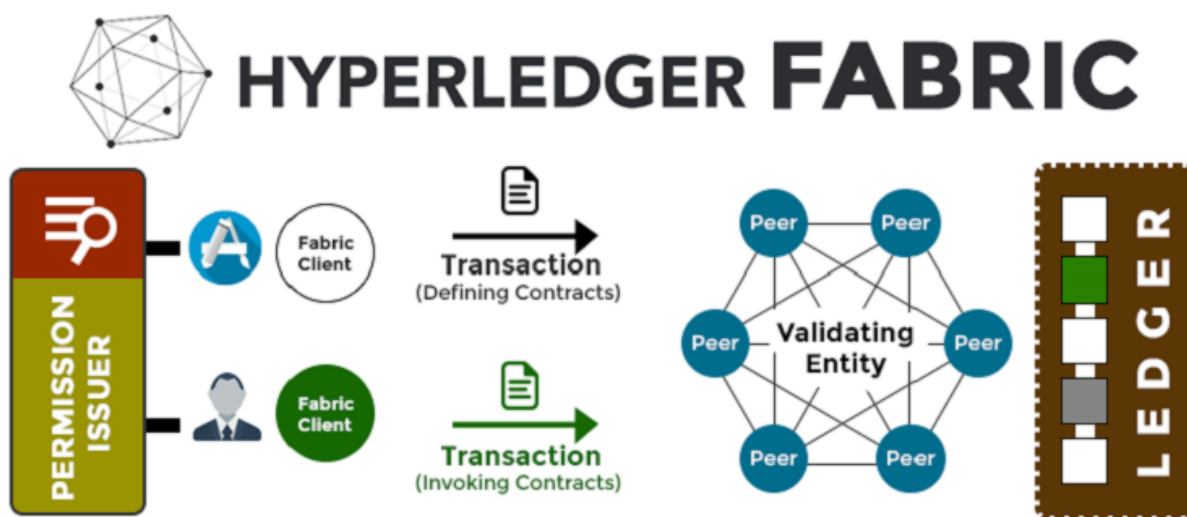 HYPERLEDGER FABRIC
PERMISSION
ISSUER
Fabric
Client
Transaction
(Defining Contracts)
Fabric
Client
Transaction
(Invoking Contracts)
Peer
Peer
Peer
Validating
Entity
Peer
Peer
Peer
LEDGER